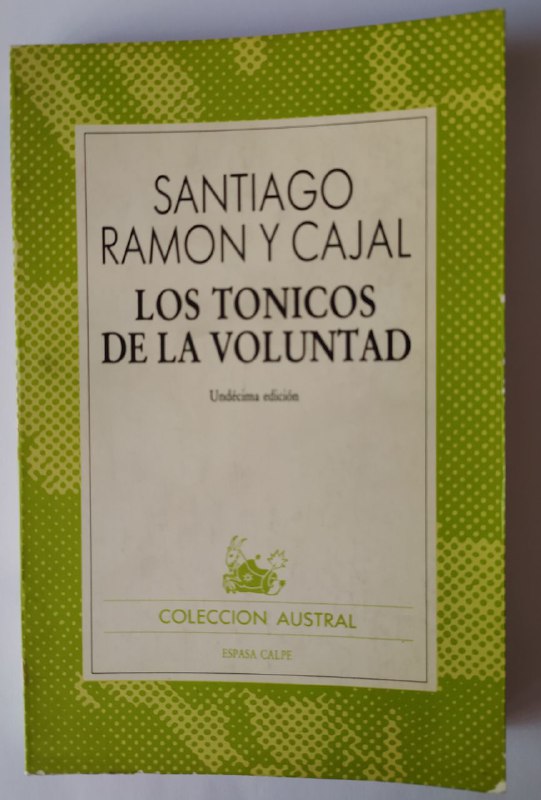 SANTIAGO
RAMON Y CAJAL
LOS TONICOS
DE LA VOLUNTAD
Undécima edición
COLECCION AUSTRAL
ESPASA CALPE